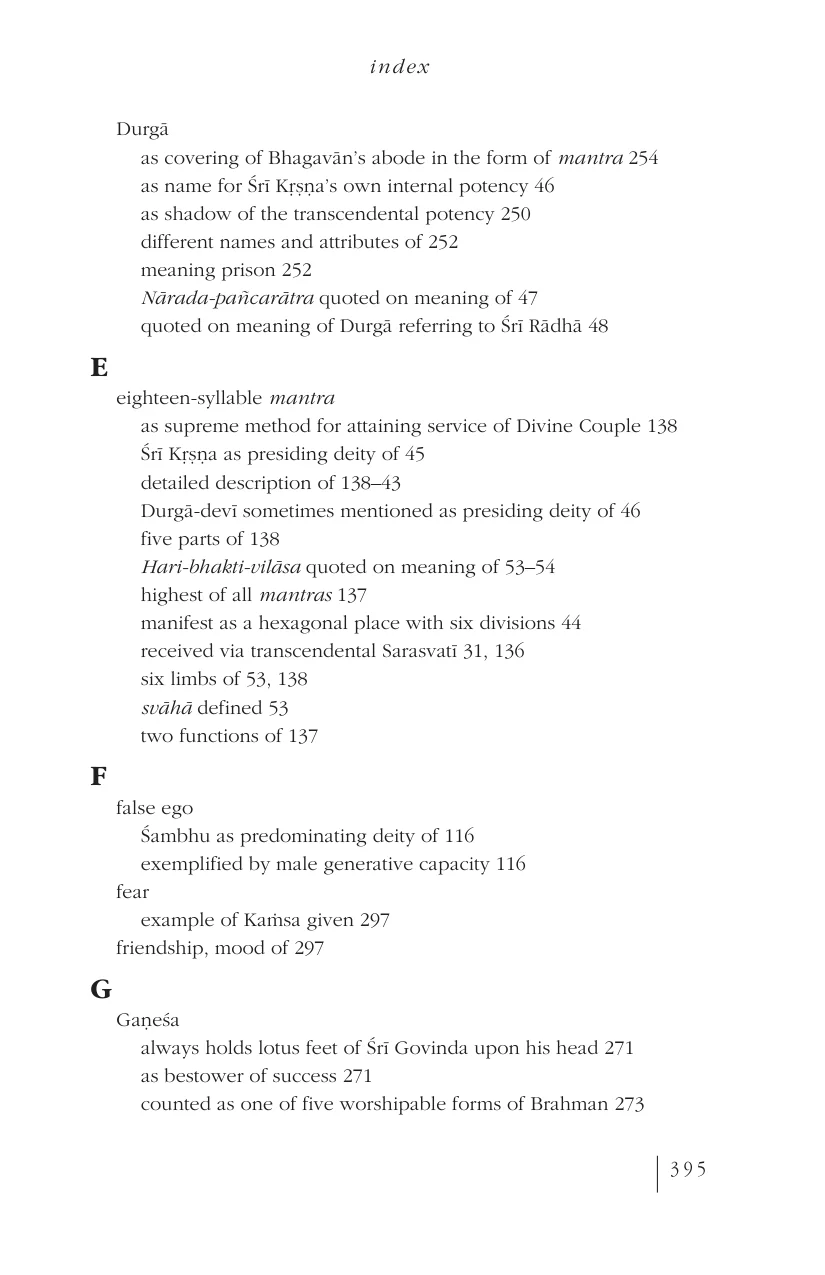 index
Durgā
as covering of Bhagavān’s abode in the form of mantra 254
as name for Śrī Kṛṣṇa’s own internal potency 46
as shadow of the transcendental potency 250
different names and attributes of 252
meaning prison 252
Nārada-pañcarātra quoted on meaning of 47
quoted on meaning of Durgā referring to Śrī Rādhā 48
E
eighteen-syllable mantra
as supreme method for attaining service of Divine Couple 138
Śrī Kṛṣṇa as presiding deity of 45
detailed description of 138–43
Durgā-devī sometimes mentioned as presiding deity of 46
five parts of 138
Hari-bhakti-vilāsa quoted on meaning of 53–54
highest of all mantras 137
manifest as a hexagonal place with six divisions 44
received via transcendental Sarasvatī 31, 136
six limbs of 53, 138
svāhā defined 53
two functions of 137
F
false ego
Śambhu as predominating deity of 116
exemplified by male generative capacity 116
fear
example of Kaṁsa given 297
friendship, mood of 297
G
Gaṇeśa
always holds lotus feet of Śrī Govinda upon his head 271
as bestower of success 271
counted as one of five worshipable forms of Brahman 273
395